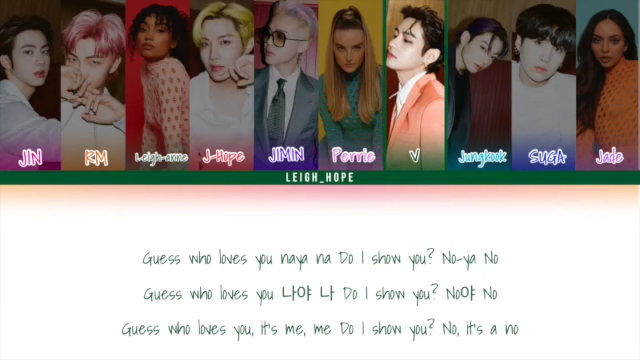 JIN RM Leigh-anne J-Hope JIMIN Perrie V Jungkook SUGA Jade
LEIGH_HOPE
Guess who loves you naya na Do I show you? No-ya No
Guess who loves you 나야 나 Do I show you? No야 No
Guess who loves you, it's me, me Do I show you? No, it's a no